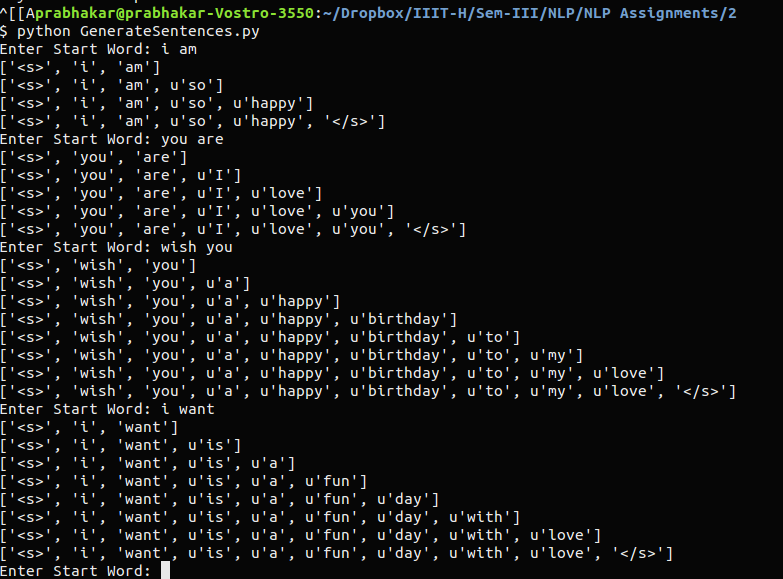 ^[[Aprabhakar@prabhakar-Vostro-3550:~/Dropbox/IIIT-H/Sem-III/NLP/NLP Assignments/2
$ python GenerateSentences.py
Enter Start Word: i am
['<s>', 'i', 'am']
['<s>', 'i', 'am', u'so']
['<s>', 'i', 'am', u'so', u'happy']
['<s>', 'i', 'am', u'so', u'happy', '</s>']
Enter Start Word: you are
['<s>', 'you', 'are']
['<s>', 'you', 'are', u'I']
['<s>', 'you', 'are', u'I', u'love']
['<s>', 'you', 'are', u'I', u'love', u'you']
['<s>', 'you', 'are', u'I', u'love', u'you', '</s>']
Enter Start Word: wish you
['<s>', 'wish', 'you']
['<s>', 'wish', 'you', u'a']
['<s>', 'wish', 'you', u'a', u'happy']
['<s>', 'wish', 'you', u'a', u'happy', u'birthday']
['<s>', 'wish', 'you', u'a', u'happy', u'birthday', u'to']
['<s>', 'wish', 'you', u'a', u'happy', u'birthday', u'to', u'my']
['<s>', 'wish', 'you', u'a', u'happy', u'birthday', u'to', u'my', u'love']
['<s>', 'wish', 'you', u'a', u'happy', u'birthday', u'to', u'my', u'love', '</s>']
Enter Start Word: i want
['<s>', 'i', 'want']
['<s>', 'i', 'want', u'is']
['<s>', 'i', 'want', u'is', u'a']
['<s>', 'i', 'want', u'is', u'a', u'fun']
['<s>', 'i', 'want', u'is', u'a', u'fun', u'day']
['<s>', 'i', 'want', u'is', u'a', u'fun', u'day', u'with']
['<s>', 'i', 'want', u'is', u'a', u'fun', u'day', u'with', u'love']
['<s>', 'i', 'want', u'is', u'a', u'fun', u'day', u'with', u'love', '</s>']
Enter Start Word: